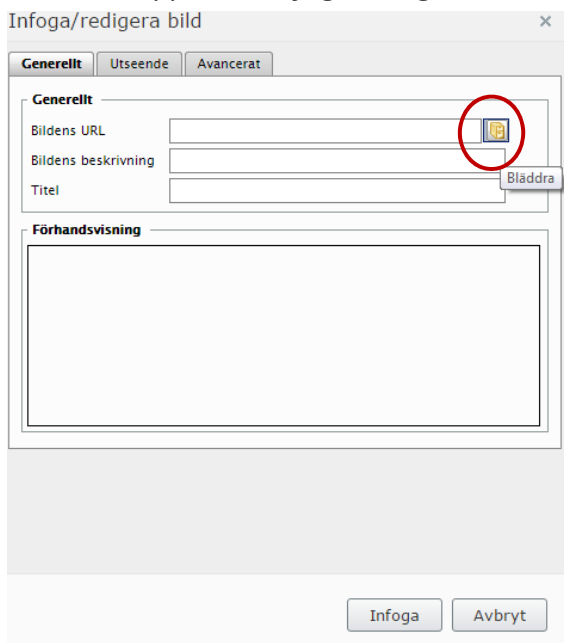 Infoga/redigera bild
Generellt Utseende Avancerat
Generellt
Bildens URL
Bläddra
Bildens beskrivning
Titel
Förhandsvisning
Infoga Avbryt